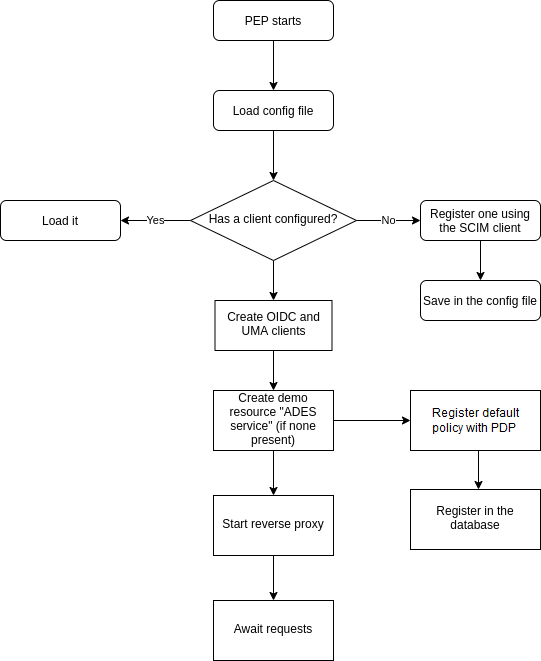 PEP starts
Load config file
Has a client configured?
Yes
No
Load it
Register one using
the SCIM client
Save in the config file
Create OIDC and
UMA clients
Create demo
resource "ADES
service" (if none
present)
Register default
policy with PDP
Register in the
database
Start reverse proxy
Await requests